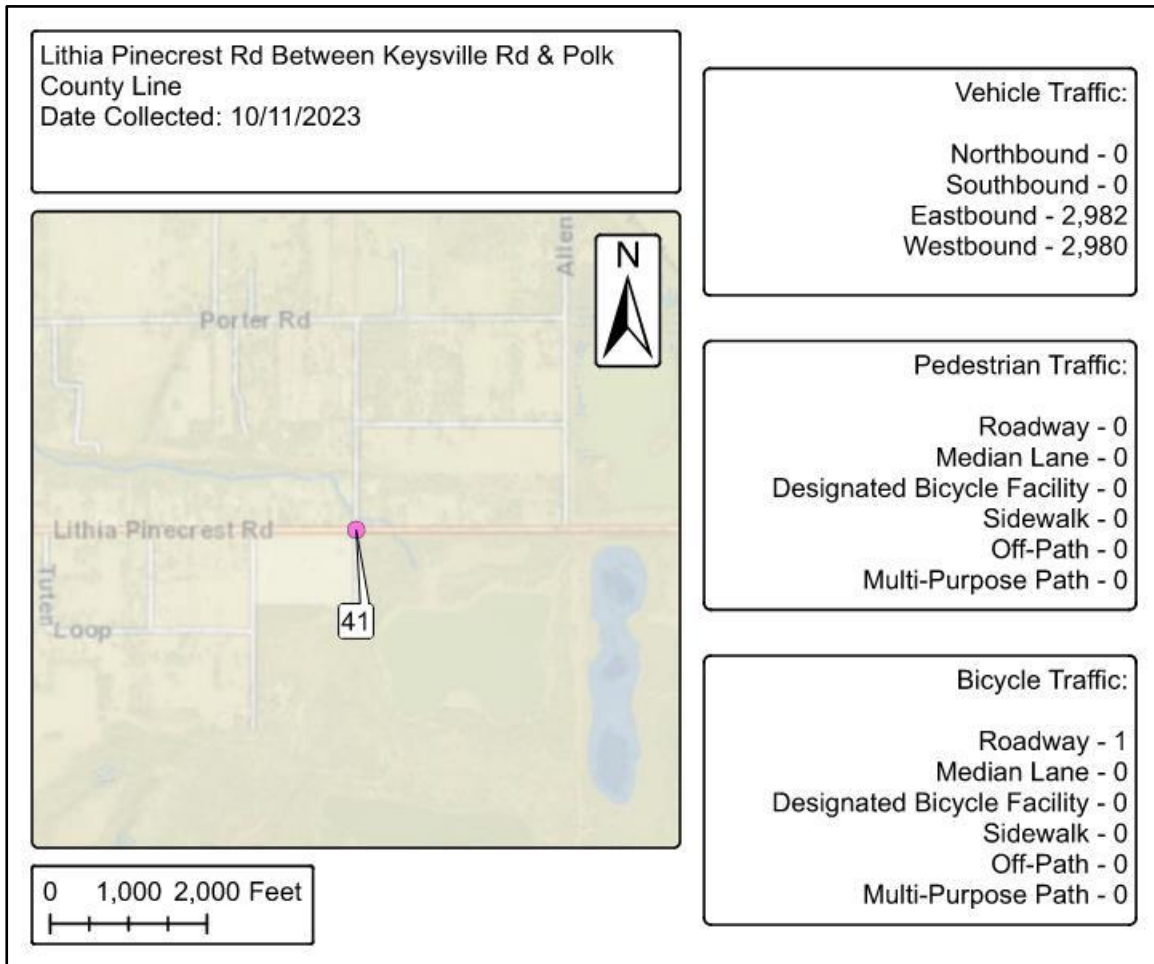 Lithia Pinecrest Rd Between Keysville Rd & Polk
County Line
Date Collected: 10/11/2023
Vehicle Traffic:
Northbound - 0
Southbound - 0
Eastbound - 2,982
Westbound - 2,980
Pedestrian Traffic:
Roadway - 0
Median Lane - 0
Designated Bicycle Facility - 0
Sidewalk - 0
Off-Path - 0
Multi-Purpose Path - 0
Bicycle Traffic:
Roadway - 1
Median Lane - 0
Designated Bicycle Facility - 0
Sidewalk - 0
Off-Path - 0
Multi-Purpose Path - 0
Allen
N
Porter Rd
Lithia Pinecrest Rd
Tuten
Loop
41
0 1,000 2,000 Feet